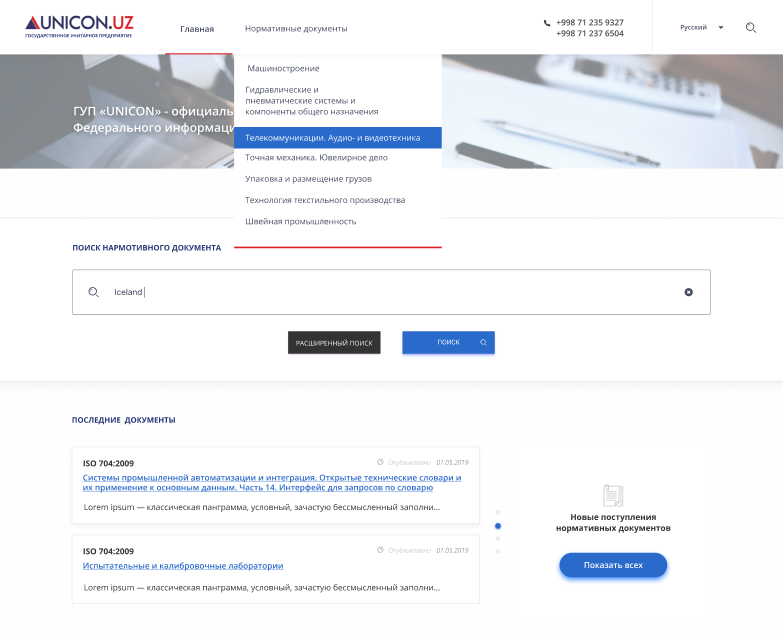 UNICON.UZ
ГОСУДАРСТВЕННОЕ УНИТАРНОЕ ПРЕДПРИЯТИЕ
Главная
Нормативные документы
+998 71 235 9327
+998 71 237 6504
Русский
Машиностроение
Гидравлические и
пневматические системы и
компоненты общего назначения
Телекоммуникации. Аудио- и видеотехника
Точная механика. Ювелирное дело
Упаковка и размещение грузов
Технология текстильного производства
Швейная промышленность
ГУП «UNICON» - официаль
Федерального информаци
ПОИСК НАРМОТИВНОГО ДОКУМЕНТА
Iceland
РАСШИРЕННЫЙ ПОИСК
ПОИСК
ПОСЛЕДНИЕ ДОКУМЕНТЫ
ISO 704:2009
Опубликовано 01.05.2019
Системы промышленной автоматизации и интеграция. Открытые технические словари и
их применение к основным данным. Часть 14. Интерфейс для запросов по словарю
Lorem ipsum — классическая панграмма, условный, зачастую бессмысленный заполни...
ISO 704:2009
Опубликовано 01.05.2019
Испытательные и калибровочные лаборатории
Lorem ipsum — классическая панграмма, условный, зачастую бессмысленный заполни...
Новые поступления
нормативных документов
Показать всех